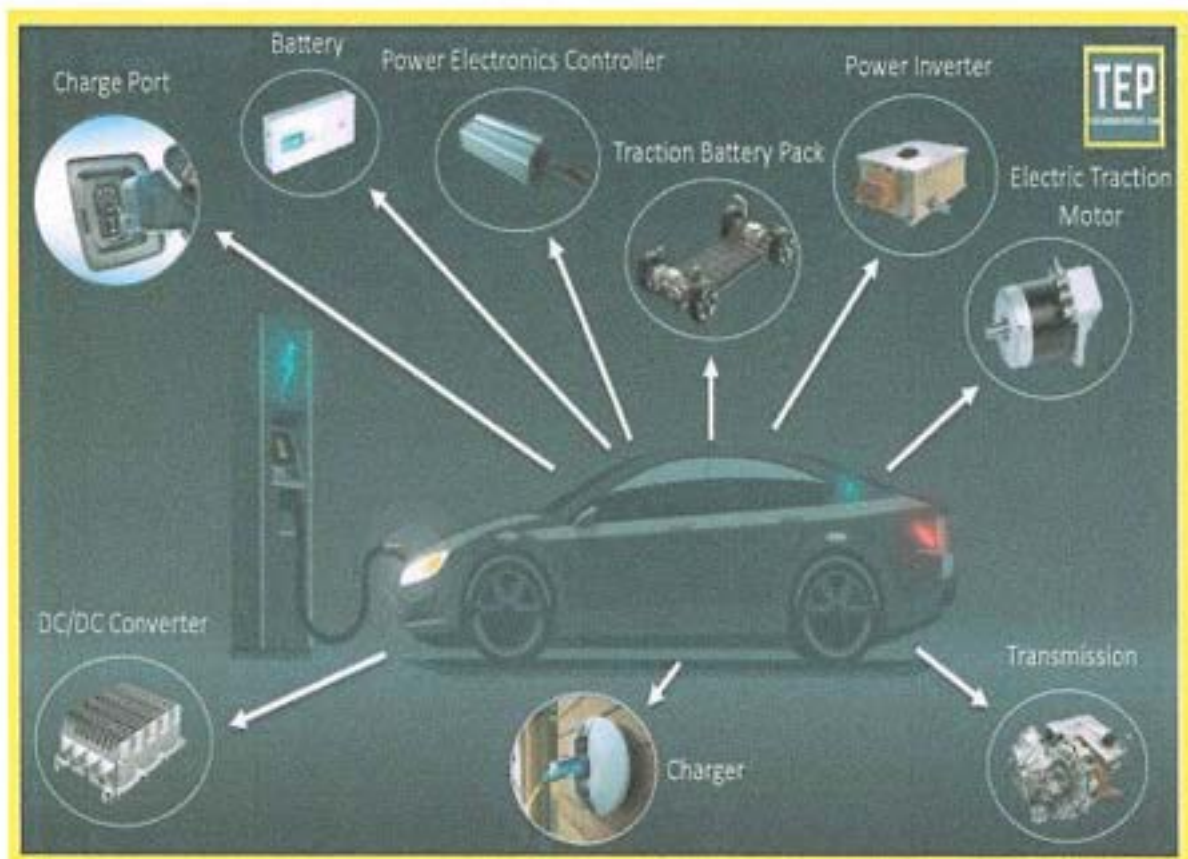 Battery
Power Electronics Controller
Power Inverter
Charge Port
TEP
Traction Battery Pack
Electric Traction
Motor
DC/DC Converter
Transmission
Charger